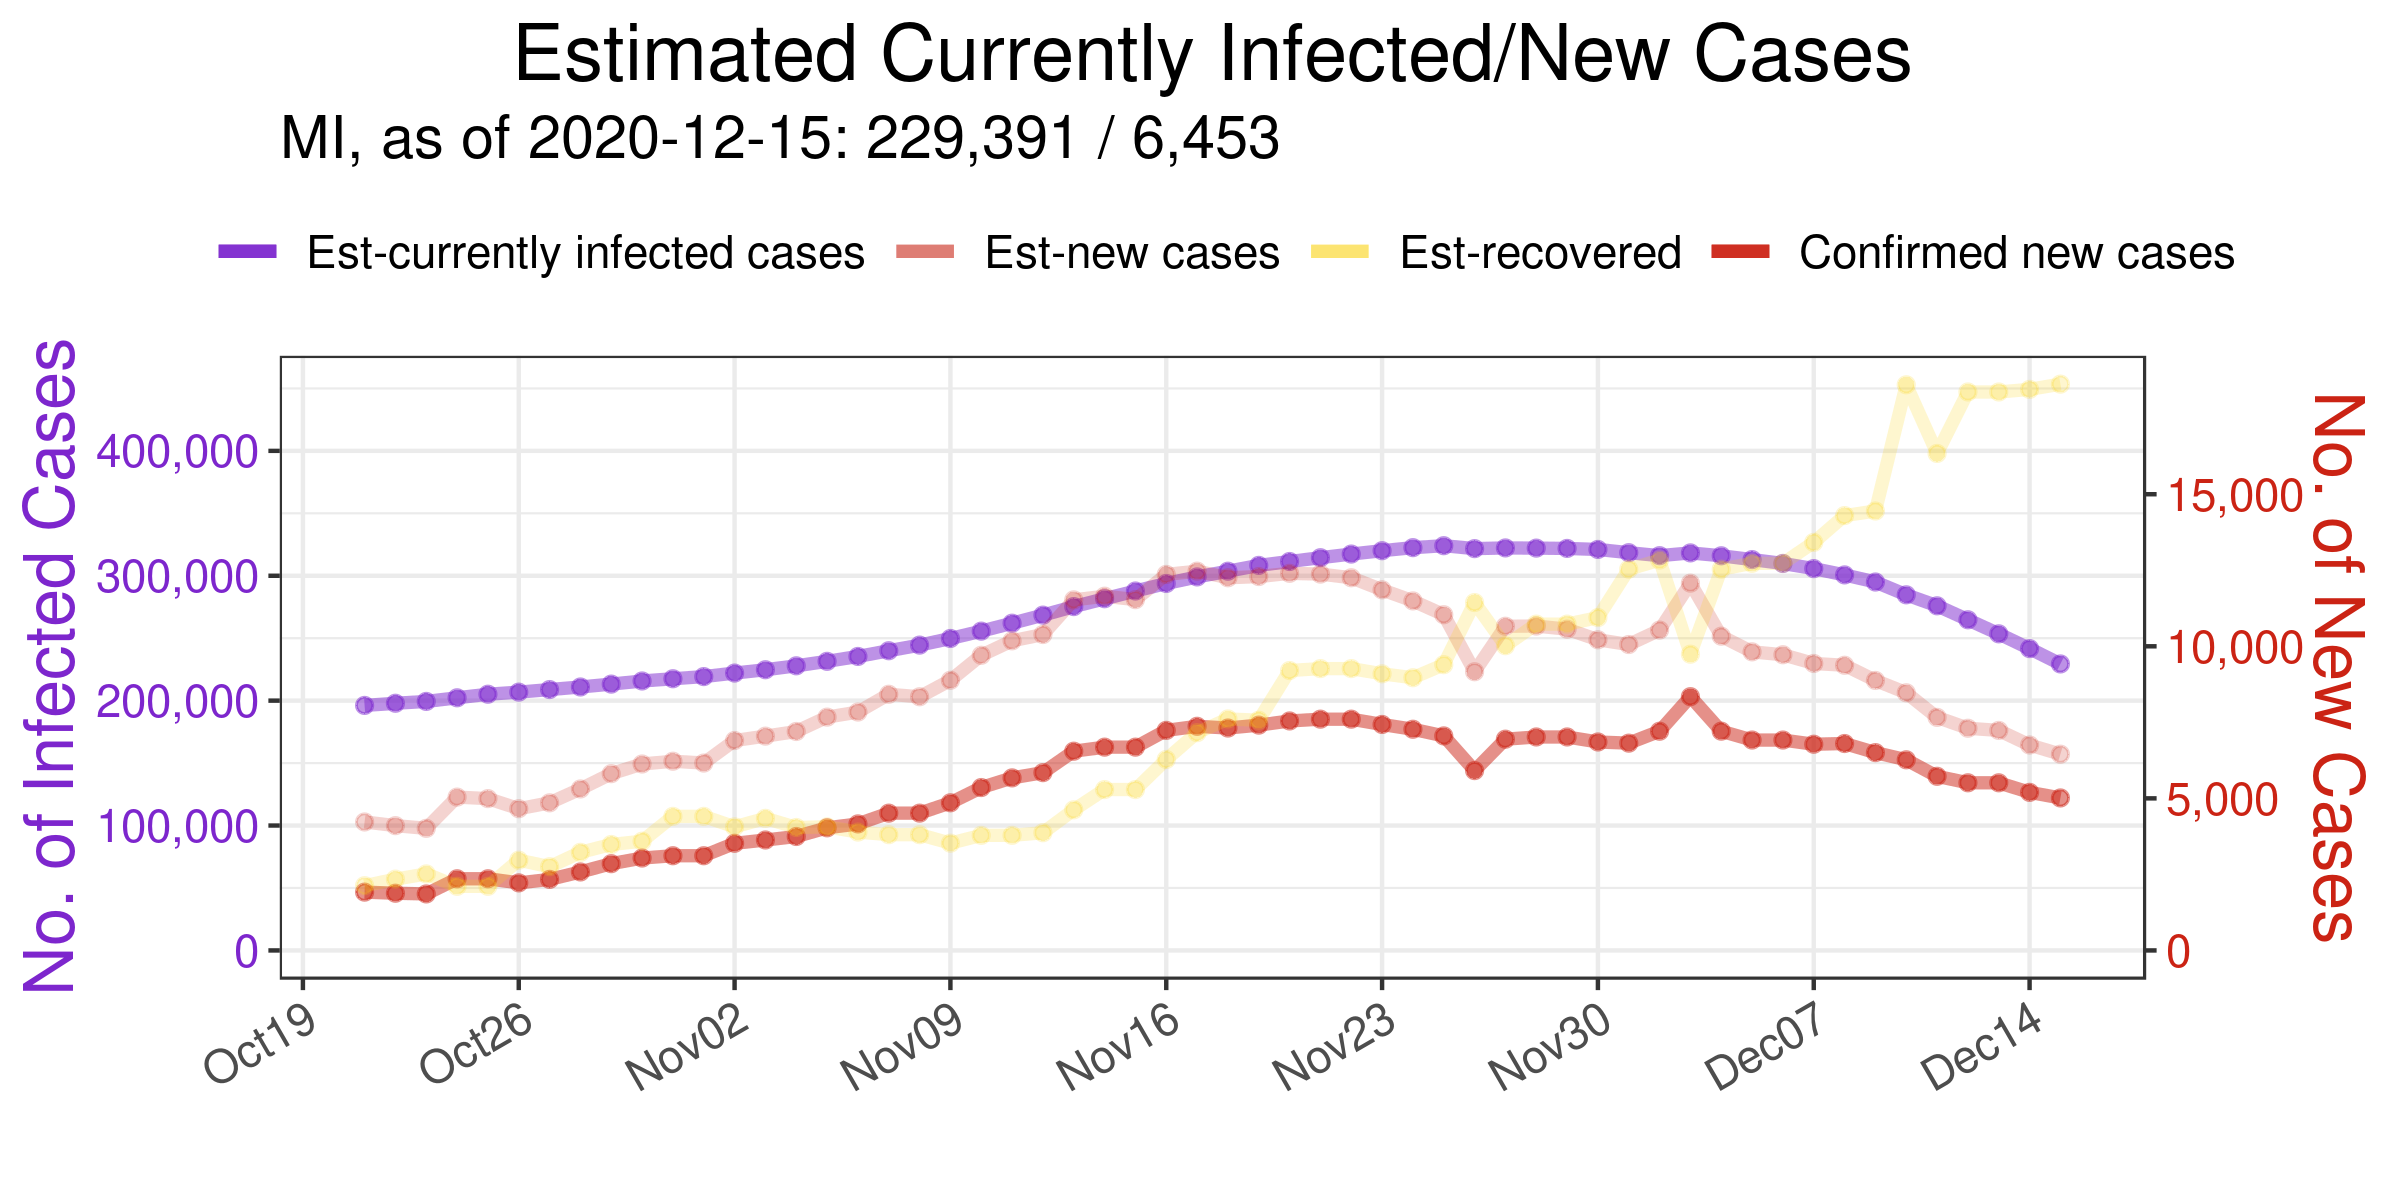 Estimated Currently Infected/New Cases
MI, as of 2020-12-15: 229,391 / 6,453
Est-currently infected cases Est-new cases Est-recovered Confirmed new cases
No. of Infected Cases
400,000
300,000
200,000
100,000
0
15,000
10,000
5,000
0
No. of New Cases
Oct19 Oct26 Nov02 Nov09 Nov16 Nov23 Nov30 Dec07 Dec14